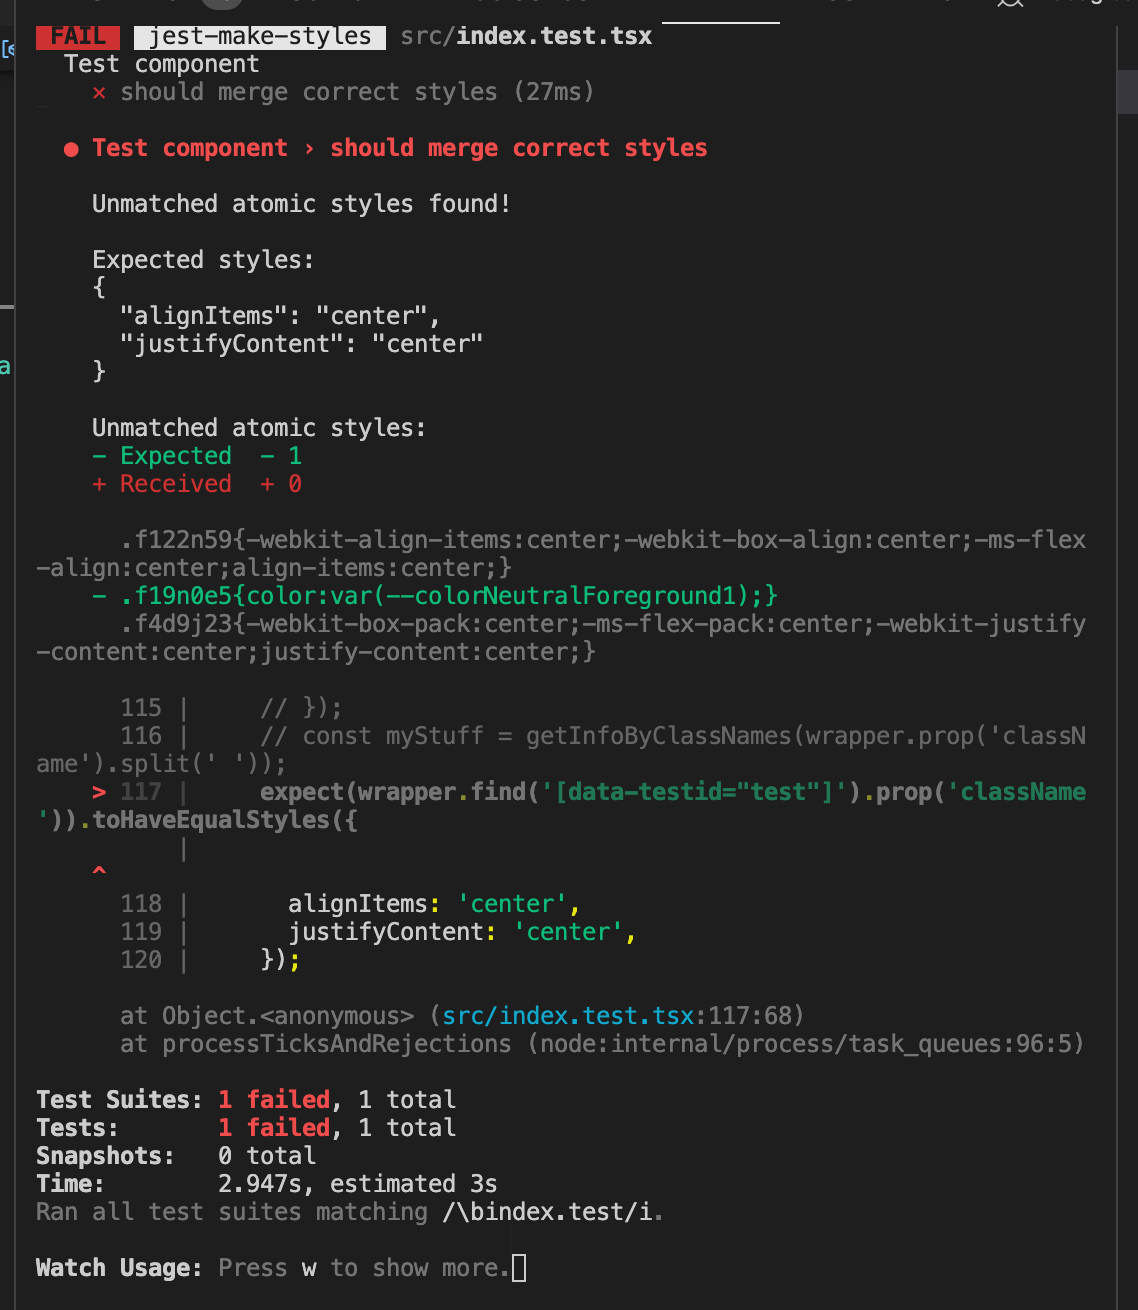 FAIL  jest-make-styles  src/index.test.tsx
Test component
× should merge correct styles (27ms)
● Test component › should merge correct styles
Unmatched atomic styles found!
Expected styles:
{
"alignItems": "center",
"justifyContent": "center"
}
Unmatched atomic styles:
- Expected  - 1
+ Received  + 0
.f122n59{-webkit-align-items:center;-webkit-box-align:center;-ms-flex
-align:center;align-items:center;}
- .f19n0e5{color:var(--colorNeutralForeground1);}
.f4d9j23{-webkit-box-pack:center;-ms-flex-pack:center;-webkit-justify
-content:center;justify-content:center;}
115 |     // });
116 |     // const myStuff = getInfoByClassNames(wrapper.prop('classN
ame').split(' '));
> 117 |     expect(wrapper.find('[data-testid="test"]').prop('className
')).toHaveEqualStyles({
|
^
118 |       alignItems: 'center',
119 |       justifyContent: 'center',
120 |     });
at Object.<anonymous> (src/index.test.tsx:117:68)
at processTicksAndRejections (node:internal/process/task_queues:96:5)
Test Suites: 1 failed, 1 total
Tests:       1 failed, 1 total
Snapshots:   0 total
Time:        2.947s, estimated 3s
Ran all test suites matching /\bindex.test/i.
Watch Usage: Press w to show more.